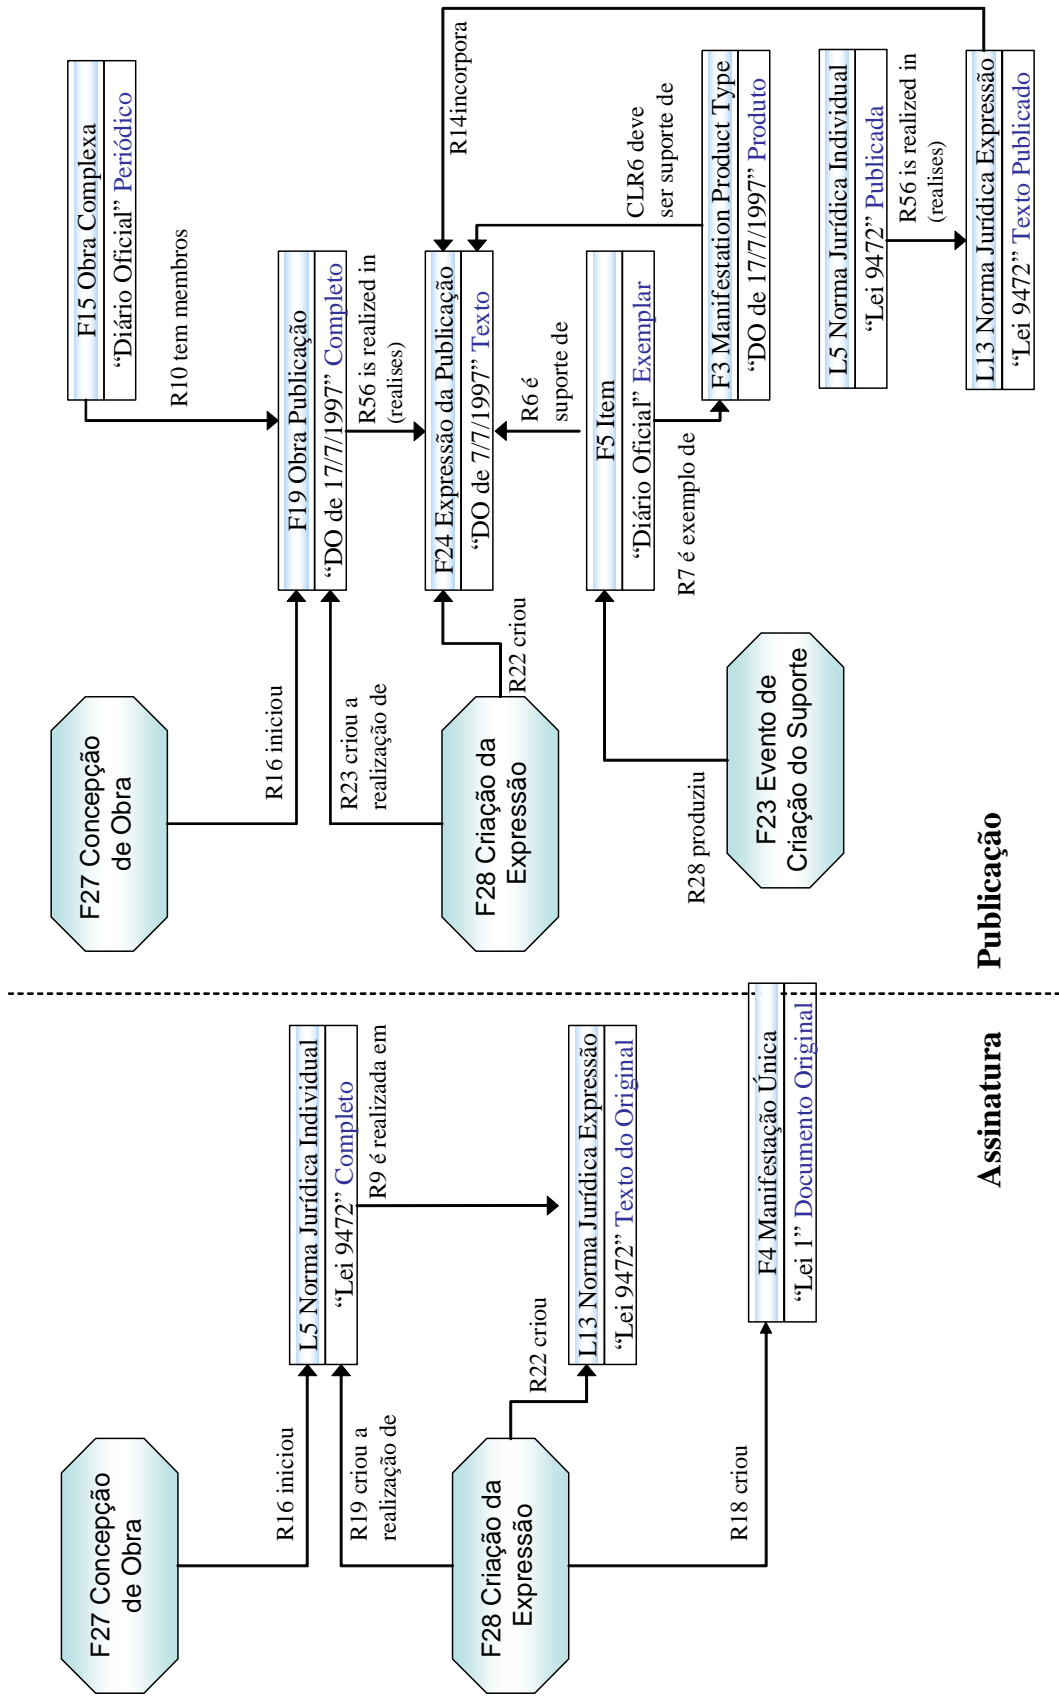 F27 Concepção
de Obra
R16 iniciou
L5 Norma Jurídica Individual
“Lei 9472” Completo
R19 criou a
realização de
R9 é realizada em
F28 Criação da
Expressão
R22 criou
L13 Norma Jurídica Expressão
“Lei 9472” Texto do Original
R18 criou
F4 Manifestação Única
“Lei 1” Documento Original
Assinatura
F27 Concepção
de Obra
R16 iniciou
F15 Obra Complexa
“Diário Oficial” Periódico
R10 tem membros
F19 Obra Publicação
“DO de 17/7/1997” Completo
R23 criou a
realização de
R56 is realized in
(realises)
F28 Criação da
Expressão
R22 criou
F24 Expressão da Publicação
“DO de 7/7/1997” Texto
R14incorpora
R6 é
suporte de
CLR6 deve
ser suporte de
F5 Item
“Diário Oficial” Exemplar
R7 é exemplo de
F3 Manifestation Product Type
“DO de 17/7/1997” Produto
R28 produziu
F23 Evento de
Criação do Suporte
L5 Norma Jurídica Individual
“Lei 9472” Publicada
R56 is realized in
(realises)
L13 Norma Jurídica Expressão
“Lei 9472” Texto Publicado
Publicação